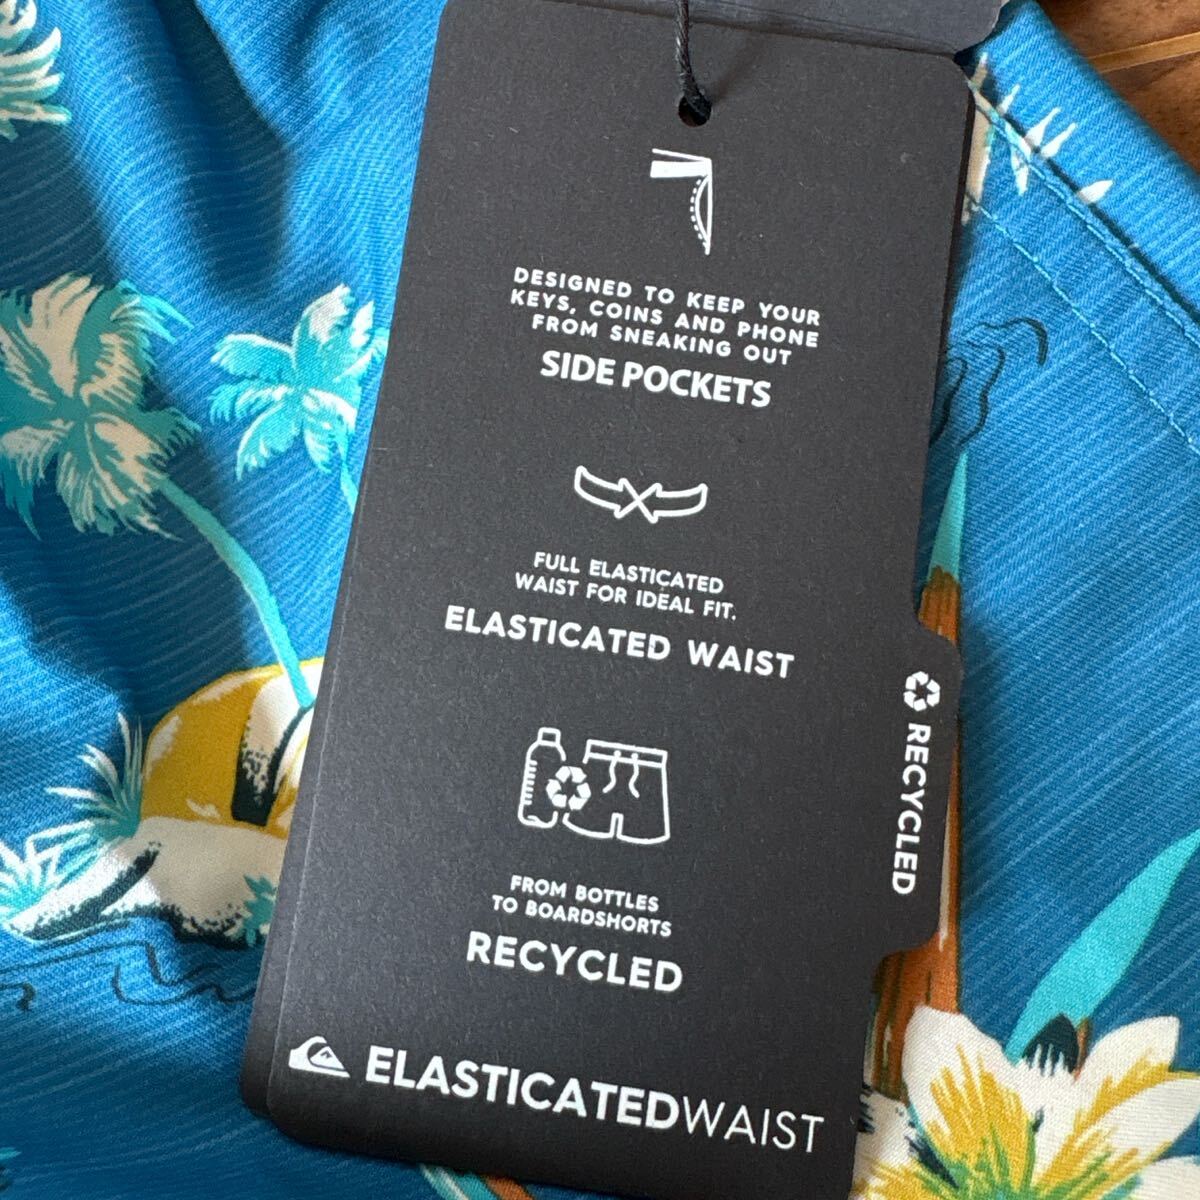 DESIGNED TO KEEP YOUR
KEYS, COINS AND PHONE
FROM SNEAKING OUT
SIDE POCKETS
FULL ELASTICATED
WAIST FOR IDEAL FIT.
ELASTICATED WAIST
RECYCLED
FROM BOTTLES
TO BOARDSHORTS
RECYCLED
ELASTICATEDWAIST